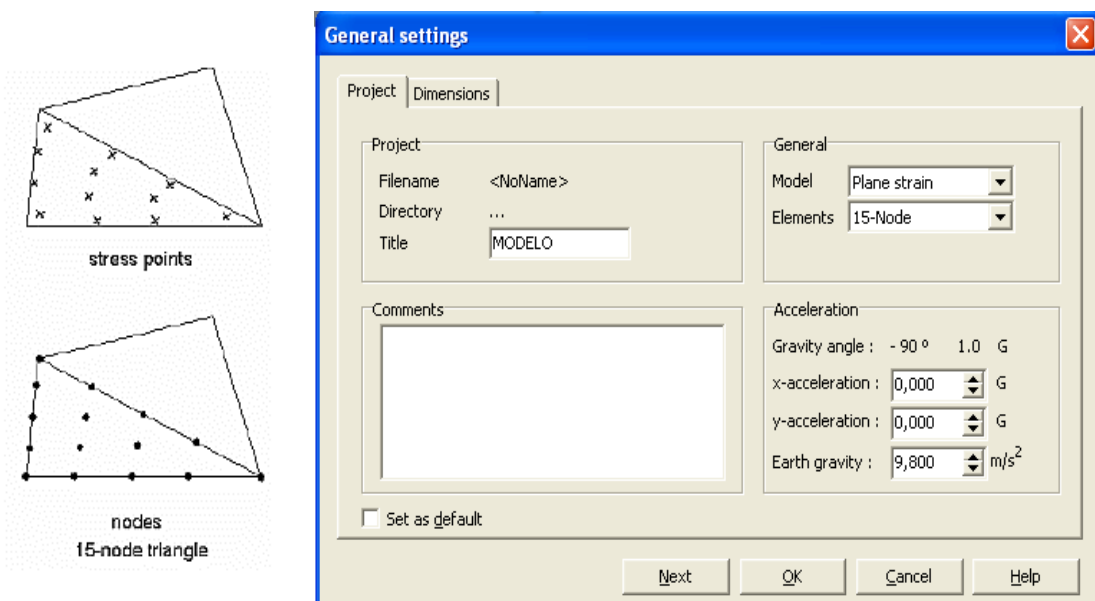 stress points
nodes
15-node triangle
General settings
Project Dimensions
Project
Filename <NoName>
Directory ...
Title MODELO
General
Model Plane strain
Elements 15-Node
Comments
Acceleration
Gravity angle : - 90 º 1.0 G
x-acceleration : 0,000 G
y-acceleration : 0,000 G
Earth gravity : 9,800 m/s²
Set as default
Next OK Cancel Help